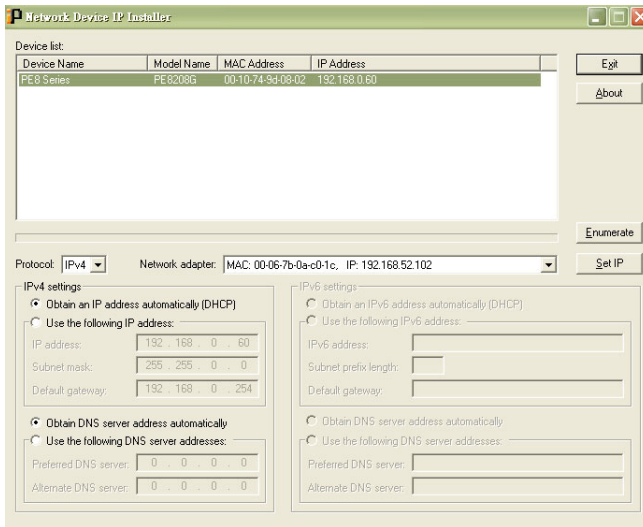 Network Device IP Installer
Device list:
Device Name Model Name MAC Address IP Address
PE8 Series PE8208G 00-10-74-9d-08-02 192.168.0.60
Exit
About
Enumerate
Protocol: IPv4 Network adapter: MAC: 00-06-7b-0a-c0-1c, IP: 192.168.52.102 Set IP
IPv4 settings
Obtain an IP address automatically (DHCP)
Use the following IP address:
IP address: 192 . 168 . 0 . 60
Subnet mask: 255 . 255 . 0 . 0
Default gateway: 192 . 168 . 0 . 254
Obtain DNS server address automatically
Use the following DNS server addresses:
Preferred DNS server: 0 . 0 . 0 . 0
Alternate DNS server: 0 . 0 . 0 . 0
IPv6 settings
Obtain an IPv6 address automatically (DHCP)
Use the following IPv6 address:
IPv6 address:
Subnet prefix length:
Default gateway:
Obtain DNS server address automatically
Use the following DNS server addresses:
Preferred DNS server:
Alternate DNS server: